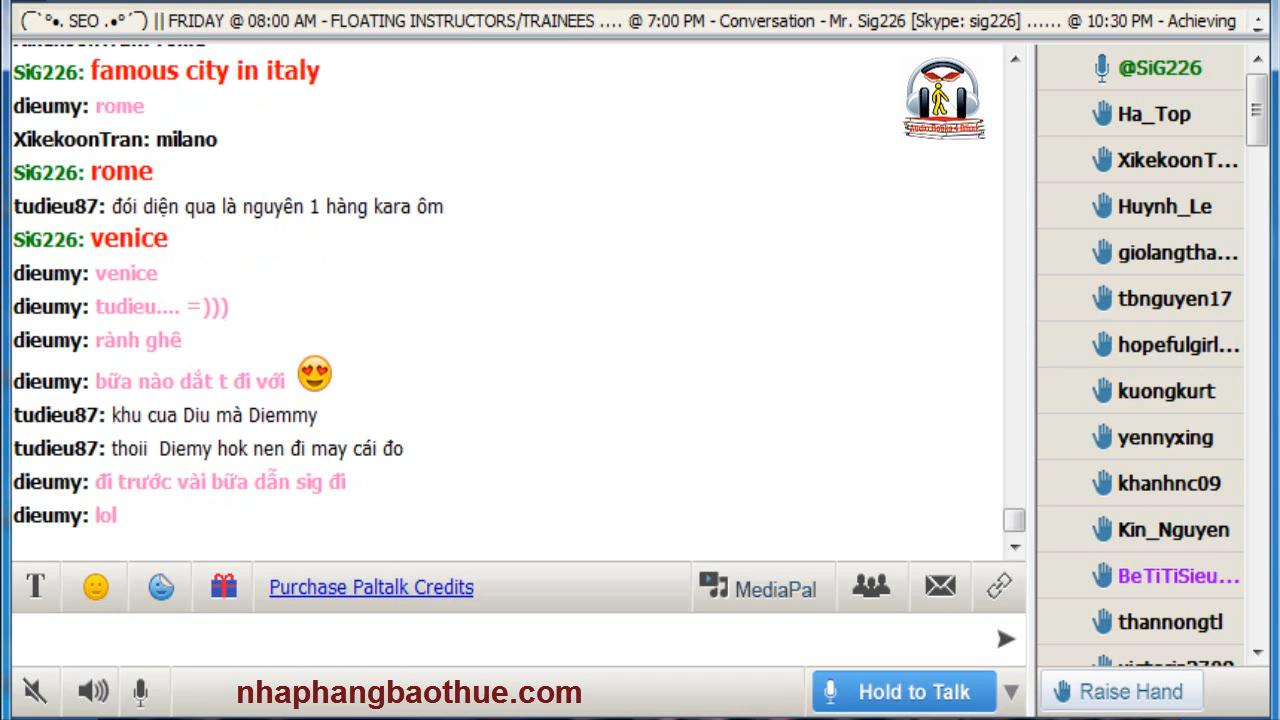 (¯`°•. SEO .•°´¯) || FRIDAY @ 08:00 AM - FLOATING INSTRUCTORS/TRAINEES .... @ 7:00 PM - Conversation - Mr. Sig226 [Skype: sig226] ...... @ 10:30 PM - Achieving
SiG226: famous city in italy
dieumy: rome
XikekoonTran: milano
SiG226: rome
tudieu87: đói diện qua là nguyên 1 hàng kara ôm
SiG226: venice
dieumy: venice
dieumy: tudieu.... =)))
dieumy: rành ghê
dieumy: bữa nào dắt t đi với
tudieu87: khu cua Diu mà Diemmy
tudieu87: thoii Diemy hok nen đi may cái đo
dieumy: đi trước vài bữa dẫn sig đi
dieumy: lol
Purchase Paltalk Credits
MediaPal
nhaphangbaothue.com
Hold to Talk
@SiG226
Ha_Top
XikekoonT...
Huynh_Le
giolangtha...
tbnguyen17
hopefulgirl...
kuongkurt
yennyxing
khanhnc09
Kin_Nguyen
BeTiTiSieu...
thannongtl
Raise Hand